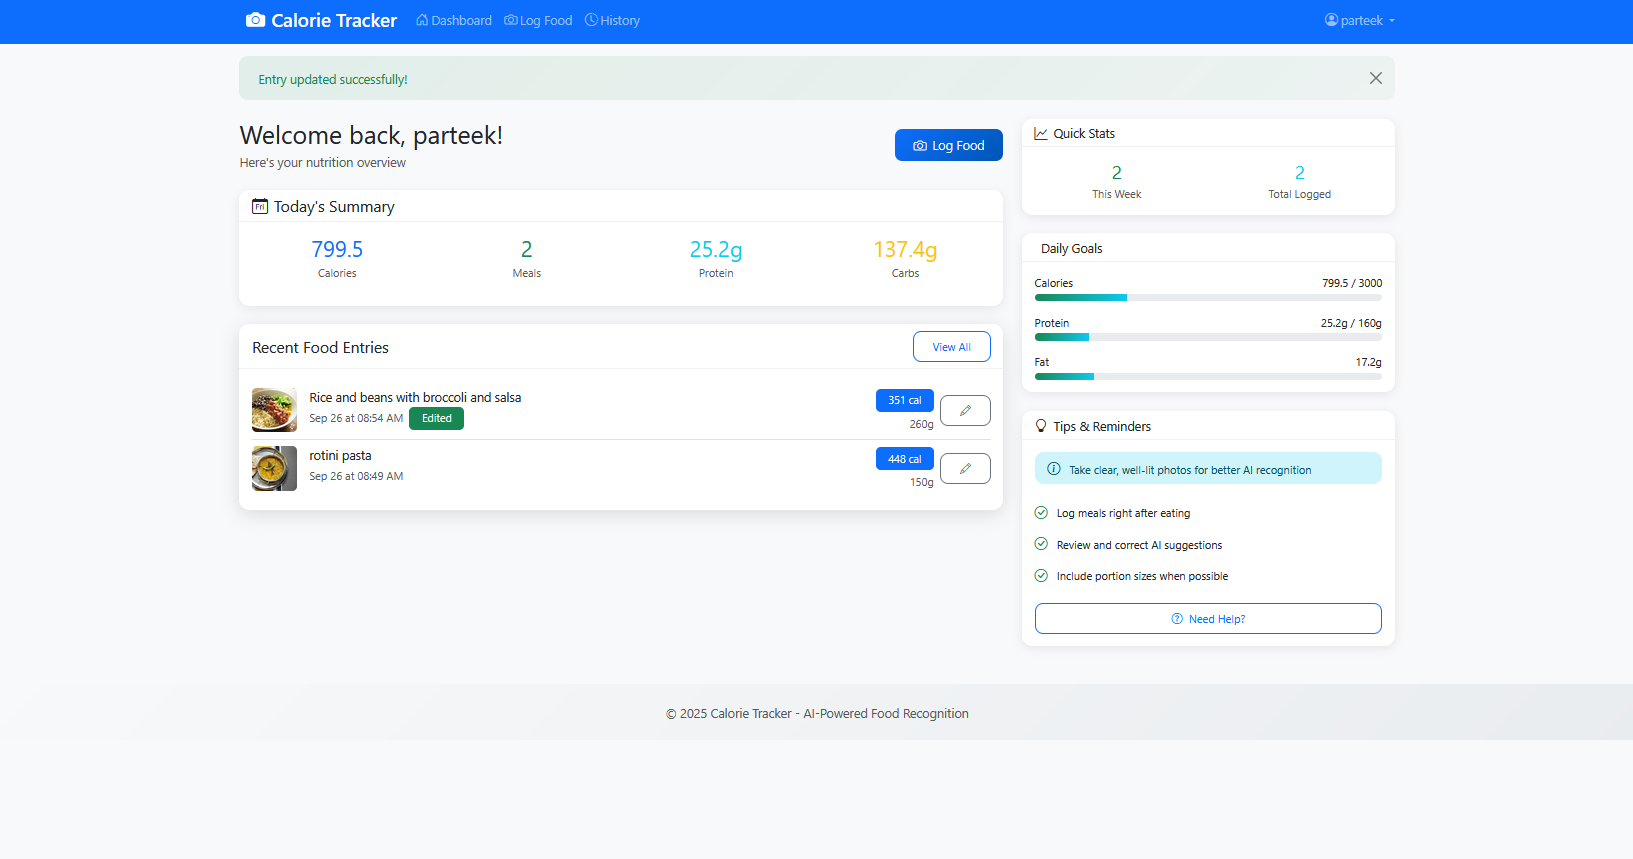 Calorie Tracker Dashboard Log Food History parteek
Entry updated successfully!
Welcome back, parteek!
Here's your nutrition overview
Log Food
Fri Today's Summary
799.5 2 25.2g 137.4g
Calories Meals Protein Carbs
Recent Food Entries View All
Rice and beans with broccoli and salsa 351 cal
Sep 26 at 08:54 AM Edited 260g
rotini pasta 448 cal
Sep 26 at 08:49 AM 150g
Quick Stats
2 2
This Week Total Logged
Daily Goals
Calories 799.5 / 3000
Protein 25.2g / 160g
Fat 17.2g
Tips & Reminders
Take clear, well-lit photos for better AI recognition
Log meals right after eating
Review and correct AI suggestions
Include portion sizes when possible
Need Help?
© 2025 Calorie Tracker - AI-Powered Food Recognition